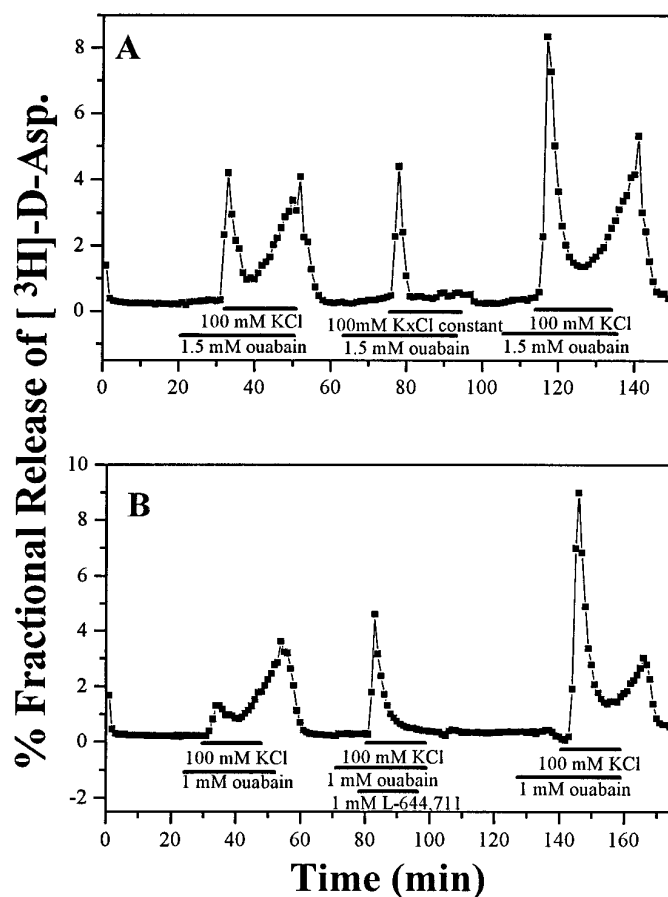 % Fractional Release of [³H]-D-Asp.
A
8
6
4
2
0
100 mM KCl
100mM KxCl constant
100 mM KCl
1.5 mM ouabain
1.5 mM ouabain
1.5 mM ouabain
0 20 40 60 80 100 120 140
B
10
8
6
4
2
0
-2
100 mM KCl
100 mM KCl
100 mM KCl
1 mM ouabain
1 mM ouabain
1 mM ouabain
1 mM L-644,711
0 20 40 60 80 100 120 140 160
Time (min)